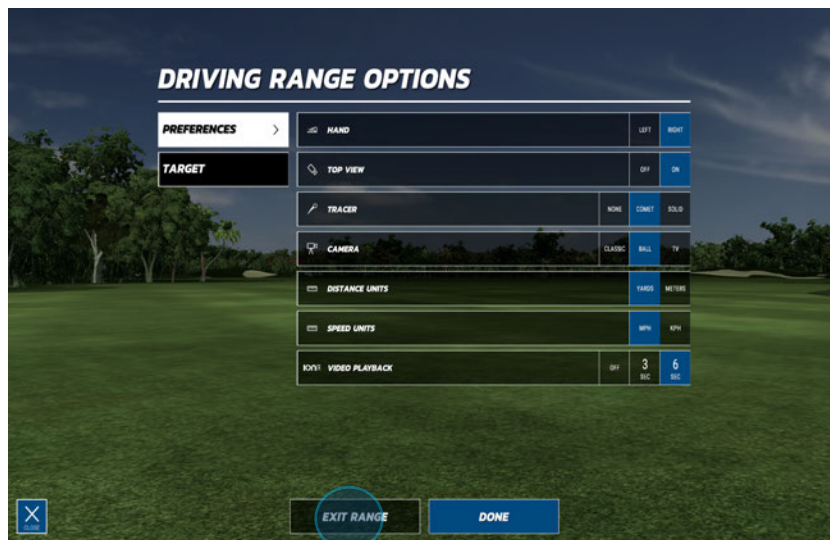 DRIVING RANGE OPTIONS
PREFERENCES >
TARGET
HAND LEFT RIGHT
TOP VIEW OFF ON
TRACER NONE COMET SOLID
CAMERA CLASSIC BALL TV
DISTANCE UNITS YARDS METERS
SPEED UNITS MPH KPH
VIDEO PLAYBACK OFF 3 SEC 6 SEC
CLOSE
EXIT RANGE
DONE